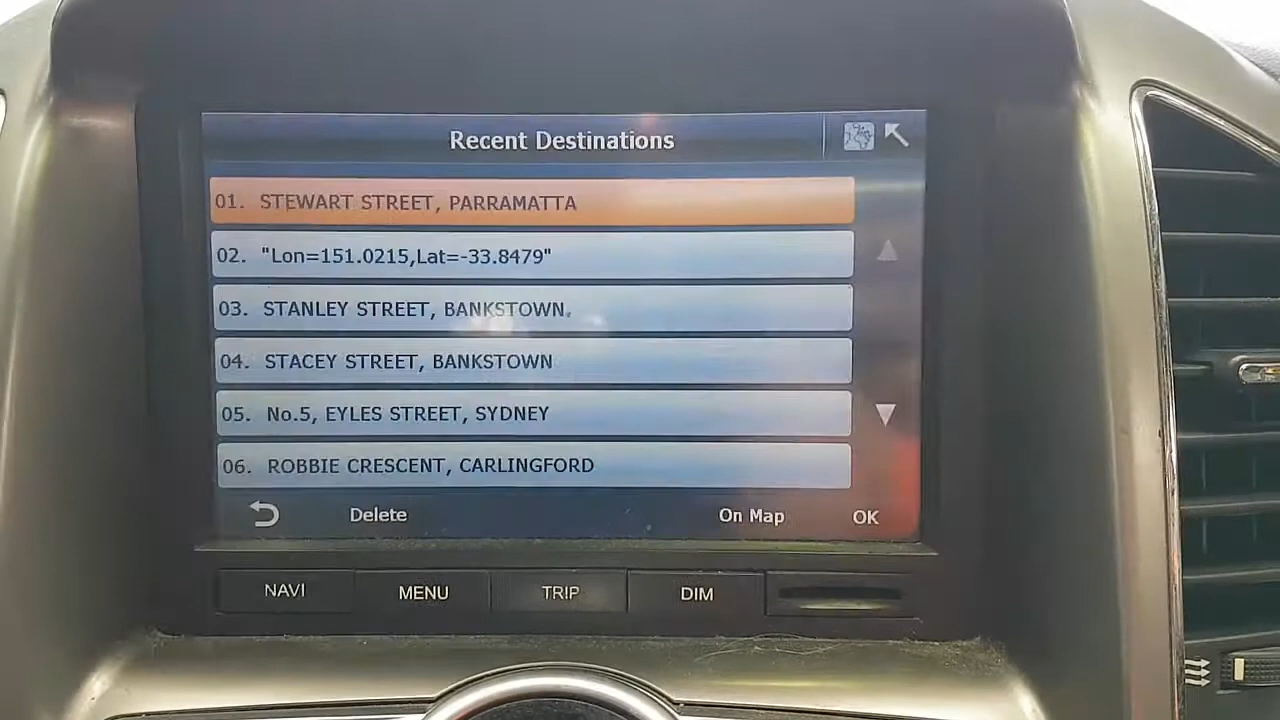 Recent Destinations
01. STEWART STREET, PARRAMATTA
02. "Lon=151.0215,Lat=-33.8479"
03. STANLEY STREET, BANKSTOWN.
04. STACEY STREET, BANKSTOWN
05. No.5, EYLES STREET, SYDNEY
06. ROBBIE CRESCENT, CARLINGFORD
Delete On Map OK
NAVI MENU TRIP DIM